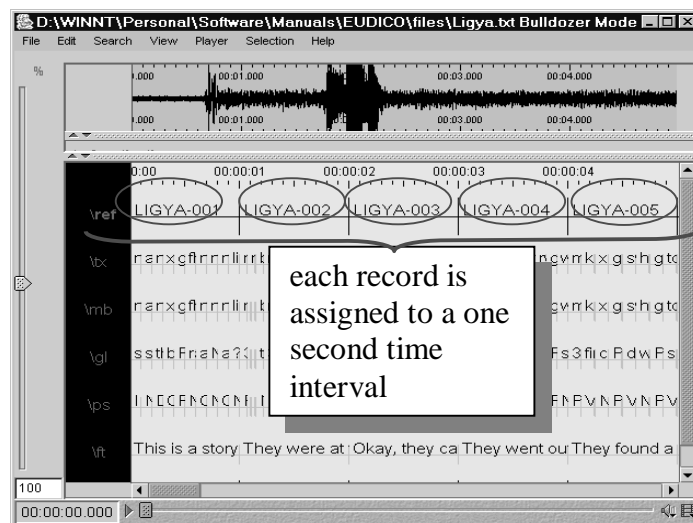 D:\WINNT\Personal\Software\Manuals\EUDICO\files\Ligya.txt Bulldozer Mode
File Edit Search View Player Selection Help
%
00:01.000 00:03.000 00:04.000
00:01.000 00:03.000 00:04.000
0:00 00:00:01 00:00:02 00:00:03 00:00:04
\ref LIGYA-001 LIGYA-002 LIGYA-003 LIGYA-004 LIGYA-005
\tx
each record is
assigned to a one
second time
interval
\mb
\gl
\ps
\ft This is a story They were at Okay, they ca They went ou They found a
100
00:00:00.000